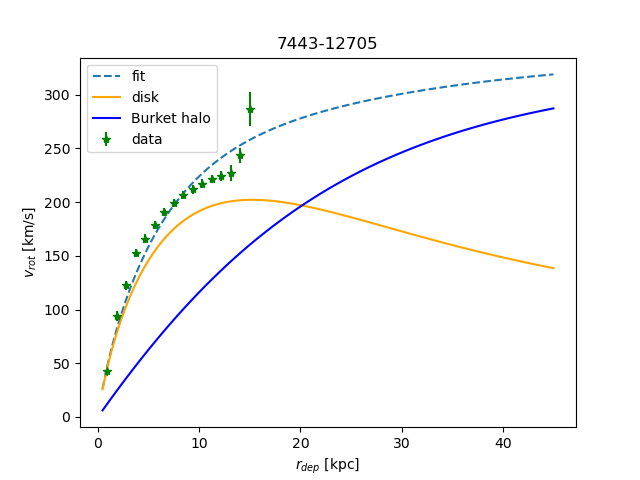 7443-12705
fit
disk
Burket halo
data
300
250
200
150
100
50
0
v_rot [km/s]
0 10 20 30 40
r_dep [kpc]